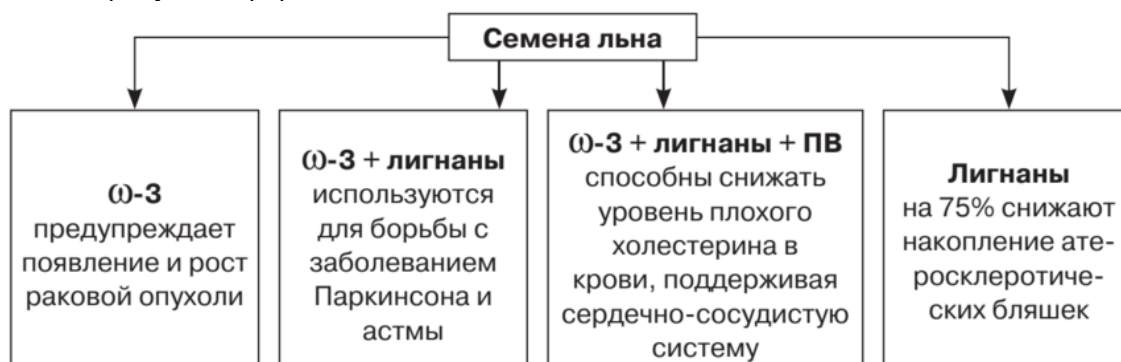 Семена льна
ω-3
предупреждает
появление и рост
раковой опухоли
ω-3 + лигнаны
используются
для борьбы с
заболеванием
Паркинсона и
астмы
ω-3 + лигнаны + ПВ
способны снижать
уровень плохого
холестерина в
крови, поддерживая
сердечно-сосудистую
систему
Лигнаны
на 75% снижают
накопление ате-
росклеротиче-
ских бляшек